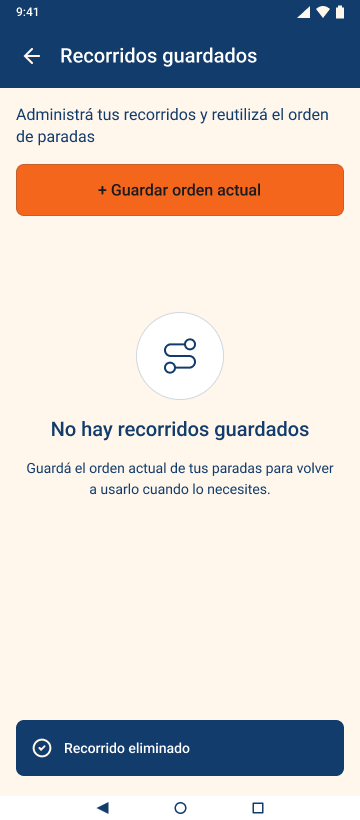 9:41
Recorridos guardados
Administrá tus recorridos y reutilizá el orden
de paradas
+ Guardar orden actual
No hay recorridos guardados
Guardá el orden actual de tus paradas para volver
a usarlo cuando lo necesites.
Recorrido eliminado